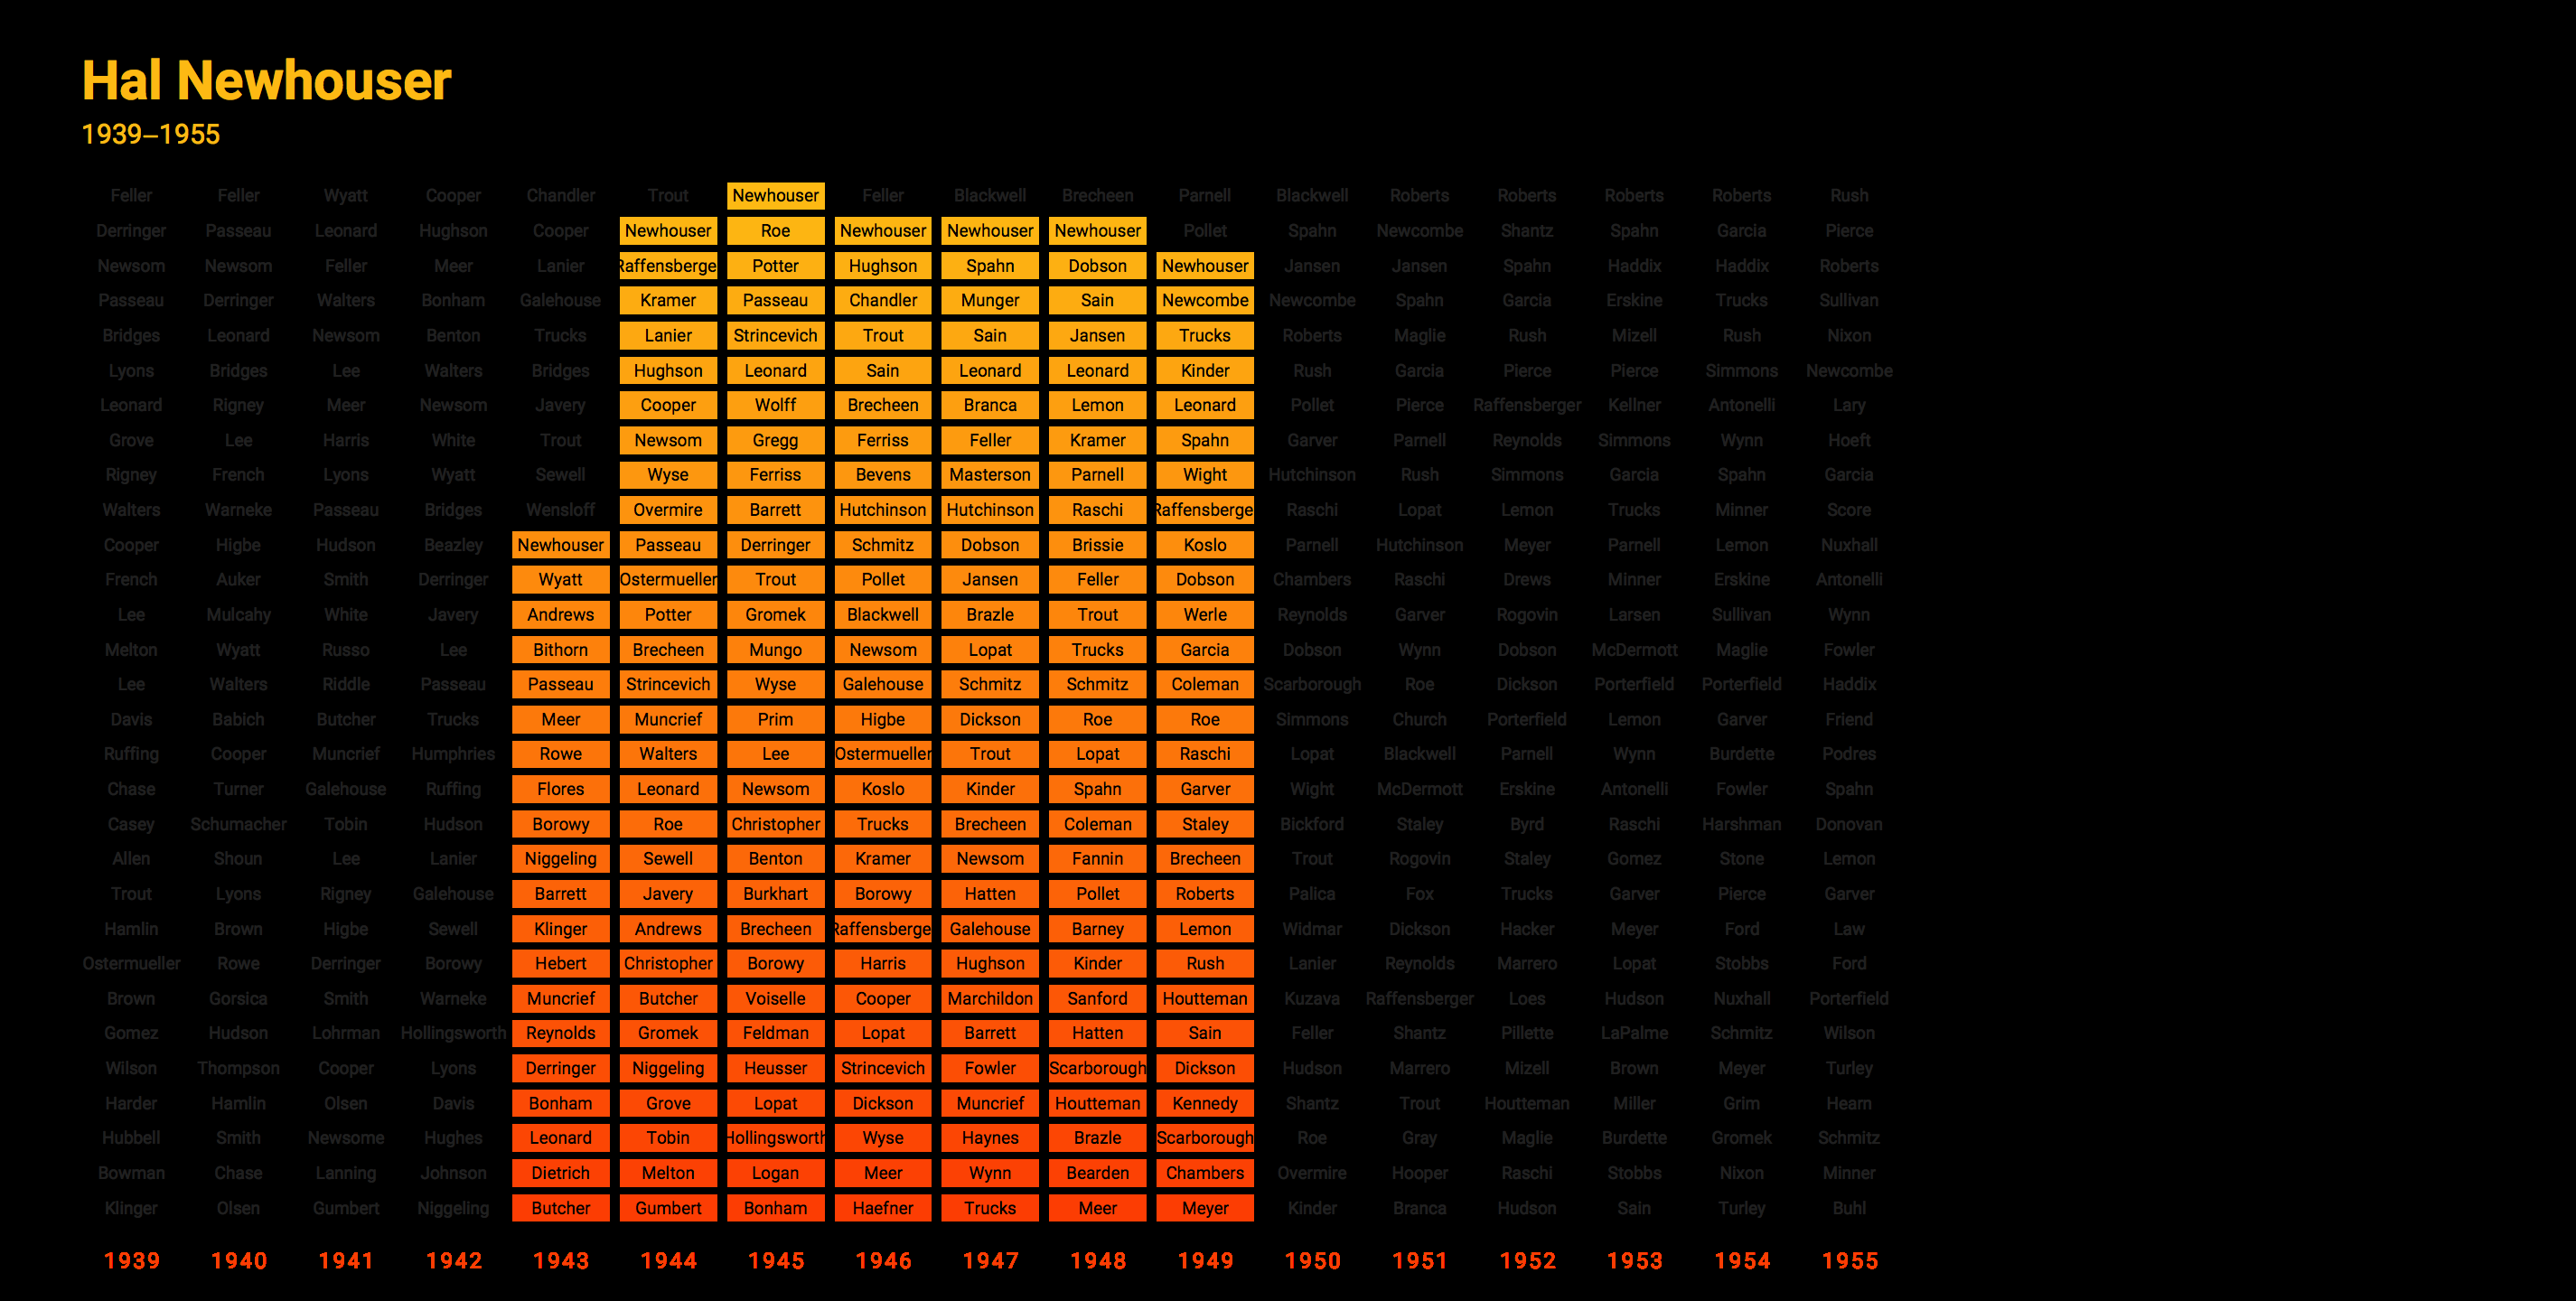 Hal Newhouser
1939–1955
Feller Feller Wyatt Cooper Chandler Trout Newhouser Feller Blackwell Brecheen Parnell Blackwell Roberts Roberts Roberts Roberts Rush
Derringer Passeau Leonard Hughson Cooper Newhouser Roe Newhouser Newhouser Newhouser Pollet Spahn Newcombe Shantz Spahn Garcia Pierce
Newsom Newsom Feller Meer Lanier Raffensberge Potter Hughson Spahn Dobson Newhouser Jansen Jansen Spahn Haddix Haddix Roberts
Passeau Derringer Walters Bonham Galehouse Kramer Passeau Chandler Munger Sain Newcombe Newcombe Spahn Garcia Erskine Trucks Sullivan
Bridges Leonard Newsom Benton Trucks Lanier Strincevich Trout Sain Jansen Trucks Roberts Maglie Rush Mizell Rush Nixon
Lyons Bridges Lee Walters Bridges Hughson Leonard Sain Leonard Leonard Kinder Rush Garcia Pierce Pierce Simmons Newcombe
Leonard Rigney Meer Newsom Javery Cooper Wolff Brecheen Branca Lemon Leonard Pollet Pierce Raffensberger Kellner Antonelli Lary
Grove Lee Harris White Trout Newsom Gregg Ferriss Feller Kramer Spahn Garver Parnell Reynolds Simmons Wynn Hoeft
Rigney French Lyons Wyatt Sewell Wyse Ferriss Bevens Masterson Parnell Wight Hutchinson Rush Simmons Garcia Spahn Garcia
Walters Warneke Passeau Bridges Wensloff Overmire Barrett Hutchinson Hutchinson Raschi Raffensberge Raschi Lopat Lemon Trucks Minner Score
Cooper Higbe Hudson Beazley Newhouser Passeau Derringer Schmitz Dobson Brissie Koslo Parnell Hutchinson Meyer Parnell Lemon Nuxhall
French Auker Smith Derringer Wyatt Ostermueller Trout Pollet Jansen Feller Dobson Chambers Raschi Drews Minner Erskine Antonelli
Lee Mulcahy White Javery Andrews Potter Gromek Blackwell Brazle Trout Werle Reynolds Garver Rogovin Larsen Sullivan Wynn
Melton Wyatt Russo Lee Bithorn Brecheen Mungo Newsom Lopat Trucks Garcia Dobson Wynn Dobson McDermott Maglie Fowler
Lee Walters Riddle Passeau Passeau Strincevich Wyse Galehouse Schmitz Schmitz Coleman Scarborough Roe Dickson Porterfield Porterfield Haddix
Davis Babich Butcher Trucks Meer Muncrief Prim Higbe Dickson Roe Roe Simmons Church Porterfield Lemon Garver Friend
Ruffing Cooper Muncrief Humphries Rowe Walters Lee Ostermueller Trout Lopat Raschi Lopat Blackwell Parnell Wynn Burdette Podres
Chase Turner Galehouse Ruffing Flores Leonard Newsom Koslo Kinder Spahn Garver Wight McDermott Erskine Antonelli Fowler Spahn
Casey Schumacher Tobin Hudson Borowy Roe Christopher Trucks Brecheen Coleman Staley Bickford Staley Byrd Raschi Harshman Donovan
Allen Shoun Lee Lanier Niggeling Sewell Benton Kramer Newsom Fannin Brecheen Trout Rogovin Staley Gomez Stone Lemon
Trout Lyons Rigney Galehouse Barrett Javery Burkhart Borowy Hatten Pollet Roberts Palica Fox Trucks Garver Pierce Garver
Hamlin Brown Higbe Sewell Klinger Andrews Brecheen Raffensberge Galehouse Barney Lemon Widmar Dickson Hacker Meyer Ford Law
Ostermueller Rowe Derringer Borowy Hebert Christopher Borowy Harris Hughson Kinder Rush Lanier Reynolds Marrero Lopat Stobbs Ford
Brown Gorsica Smith Warneke Muncrief Butcher Voiselle Cooper Marchildon Sanford Houtteman Kuzava Raffensberger Loes Hudson Nuxhall Porterfield
Gomez Hudson Lohrman Hollingsworth Reynolds Gromek Feldman Lopat Barrett Hatten Sain Feller Shantz Pillette LaPalme Schmitz Wilson
Wilson Thompson Cooper Lyons Derringer Niggeling Heusser Strincevich Fowler Scarborough Dickson Hudson Marrero Mizell Brown Meyer Turley
Harder Hamlin Olsen Davis Bonham Grove Lopat Dickson Muncrief Houtteman Kennedy Shantz Trout Houtteman Miller Grim Hearn
Hubbell Smith Newsome Hughes Leonard Tobin Hollingsworth Wyse Haynes Brazle Scarborough Roe Gray Maglie Burdette Gromek Schmitz
Bowman Chase Lanning Johnson Dietrich Melton Logan Meer Wynn Bearden Chambers Overmire Hooper Raschi Stobbs Nixon Minner
Klinger Olsen Gumbert Niggeling Butcher Gumbert Bonham Haefner Trucks Meer Meyer Kinder Branca Hudson Sain Turley Buhl
1939 1940 1941 1942 1943 1944 1945 1946 1947 1948 1949 1950 1951 1952 1953 1954 1955